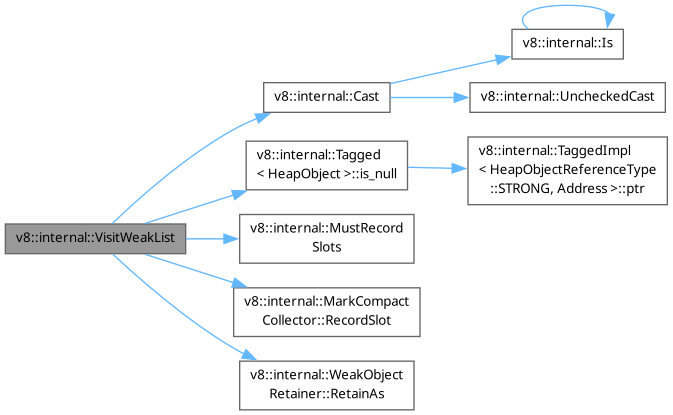 v8::internal::Is
v8::internal::Cast
v8::internal::UncheckedCast
v8::internal::Tagged
< HeapObject >::is_null
v8::internal::TaggedImpl
< HeapObjectReferenceType
::STRONG, Address >::ptr
v8::internal::VisitWeakList
v8::internal::MustRecord
Slots
v8::internal::MarkCompact
Collector::RecordSlot
v8::internal::WeakObject
Retainer::RetainAs